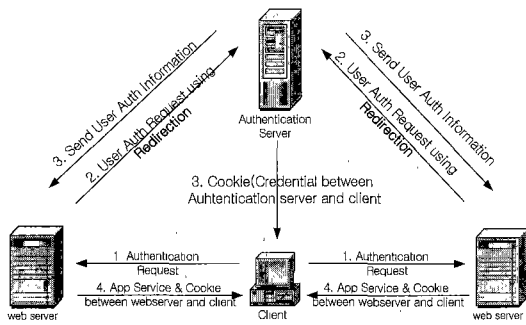 3. Send User Auth Information
2. User Auth Request using
Redirection
Authentication
Server
3. Send User Auth Information
2. User Auth Request using
Redirection
3. Cookie(Credential between
Auhtentication server and client
1 Authentication
Request
4. App Service & Cookie
between webserver and client
1. Authentication
Request
4. App Service & Cookie
between webserver and client
web server
Client
web server